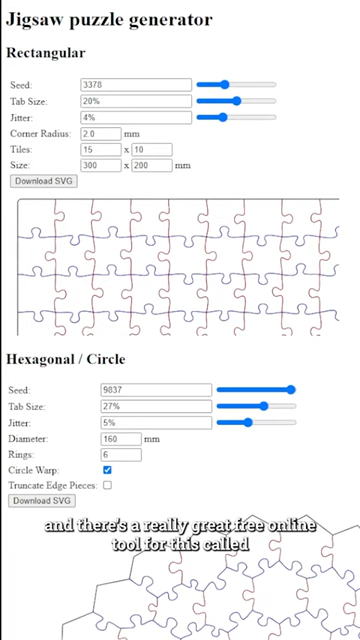 Jigsaw puzzle generator
Rectangular
Seed: 3378
Tab Size: 20%
Jitter: 4%
Corner Radius: 2.0 mm
Tiles: 15 x 10
Size: 300 x 200 mm
Download SVG
Hexagonal / Circle
Seed: 9837
Tab Size: 27%
Jitter: 5%
Diameter: 160 mm
Rings: 6
Circle Warp:
Truncate Edge Pieces:
Download SVG
and there's a really great free online
tool for this called